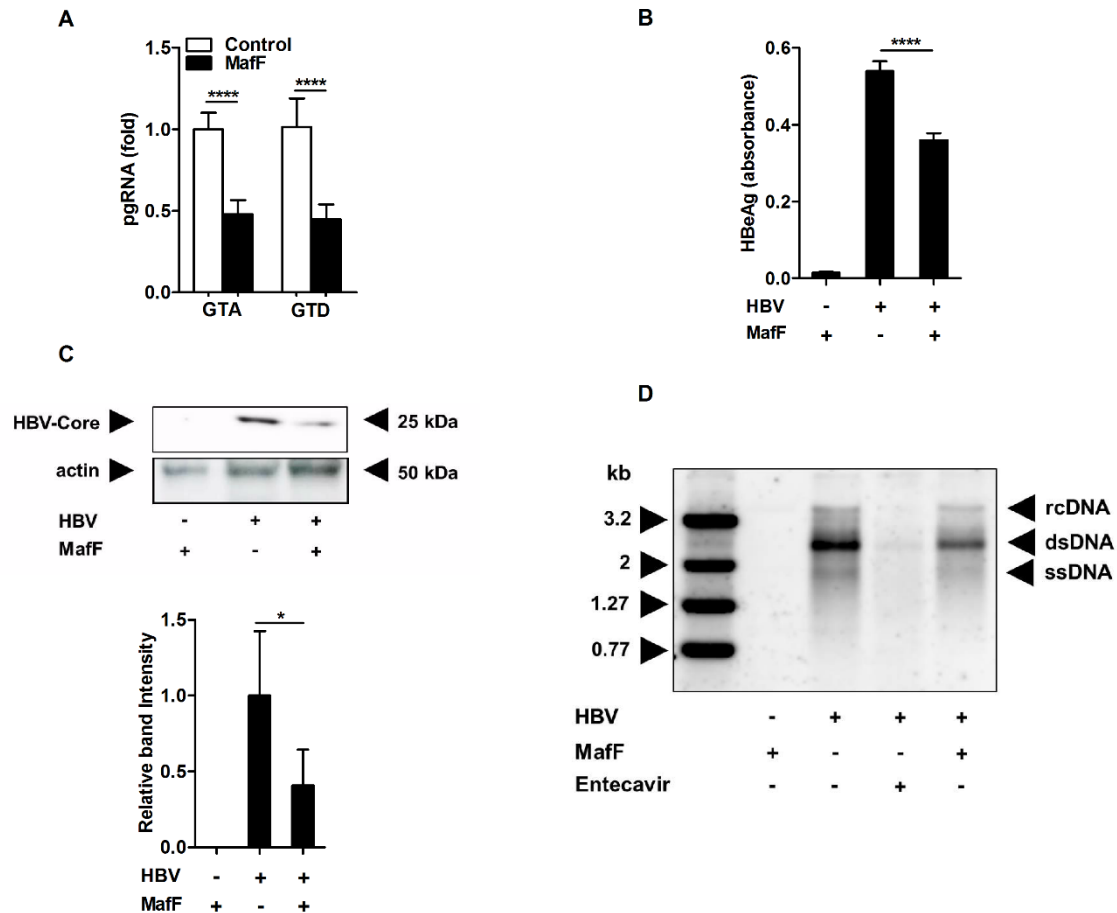 A
1.5
Control
MafF
1.0
0.5
0.0
pgRNA (fold)
****
****
GTA GTD
B
0.6
0.4
0.2
0.0
HBeAg (absorbance)
****
HBV - + +
MafF + - +
C
HBV-Core 25 kDa
actin 50 kDa
HBV - + +
MafF + - +
1.5
1.0
0.5
0.0
Relative band Intensity
*
HBV - + +
MafF + - +
D
kb
3.2
2
1.27
0.77
rcDNA
dsDNA
ssDNA
HBV - + + +
MafF + - - +
Entecavir - - + -